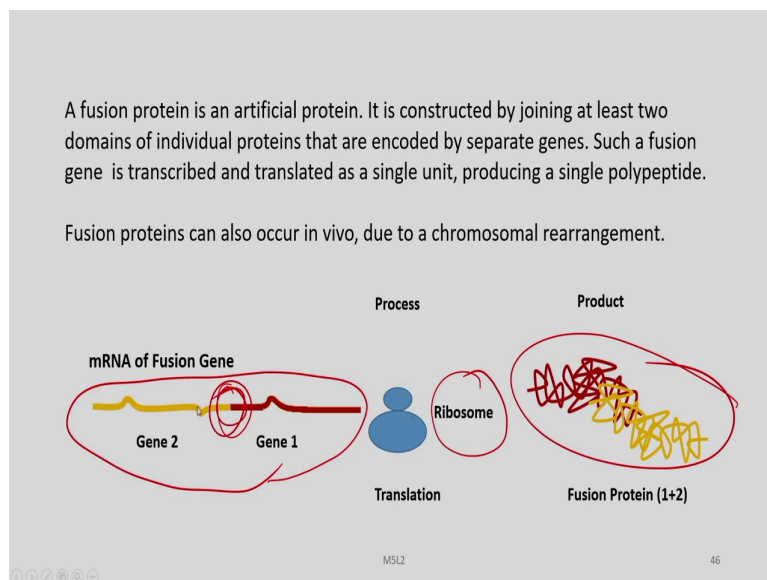 A fusion protein is an artificial protein. It is constructed by joining at least two
domains of individual proteins that are encoded by separate genes. Such a fusion
gene is transcribed and translated as a single unit, producing a single polypeptide.
Fusion proteins can also occur in vivo, due to a chromosomal rearrangement.
Process
Product
mRNA of Fusion Gene
Ribosome
Gene 2
Gene 1
Translation
Fusion Protein (1+2)
M5L2
46